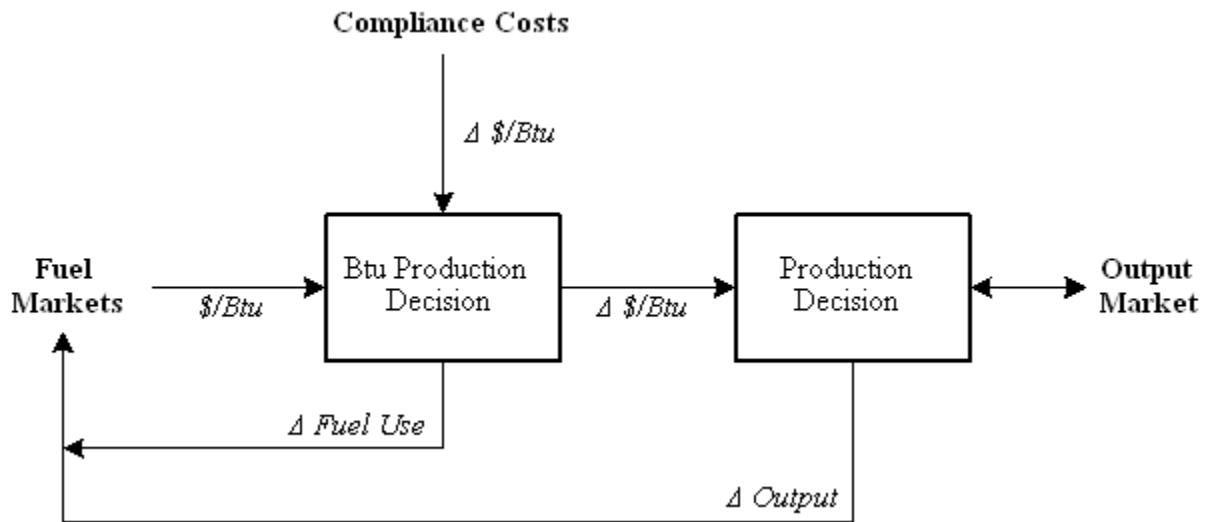 Compliance Costs
Δ $/Btu
Fuel
Markets
$/Btu
Btu Production
Decision
Δ $/Btu
Production
Decision
Output
Market
Δ Fuel Use
Δ Output